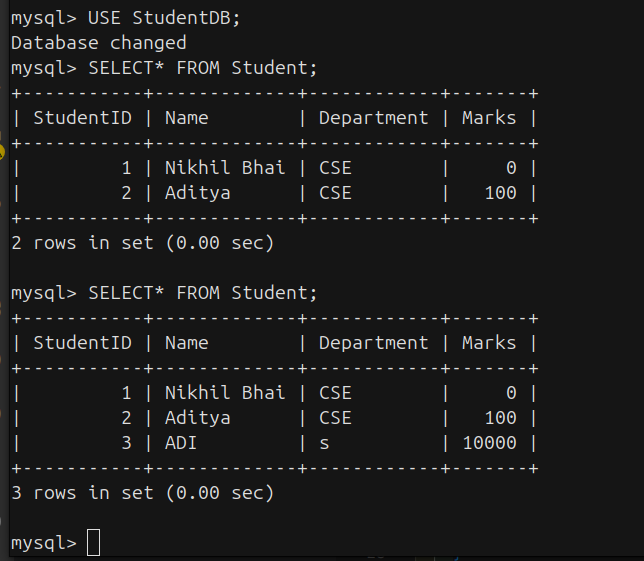 mysql> USE StudentDB;
Database changed
mysql> SELECT* FROM Student;
+-----------+-------------+------------+-------+
| StudentID | Name        | Department | Marks |
+-----------+-------------+------------+-------+
|         1 | Nikhil Bhai | CSE        |     0 |
|         2 | Aditya      | CSE        |   100 |
+-----------+-------------+------------+-------+
2 rows in set (0.00 sec)

mysql> SELECT* FROM Student;
+-----------+-------------+------------+-------+
| StudentID | Name        | Department | Marks |
+-----------+-------------+------------+-------+
|         1 | Nikhil Bhai | CSE        |     0 |
|         2 | Aditya      | CSE        |   100 |
|         3 | ADI         | s          | 10000 |
+-----------+-------------+------------+-------+
3 rows in set (0.00 sec)

mysql>